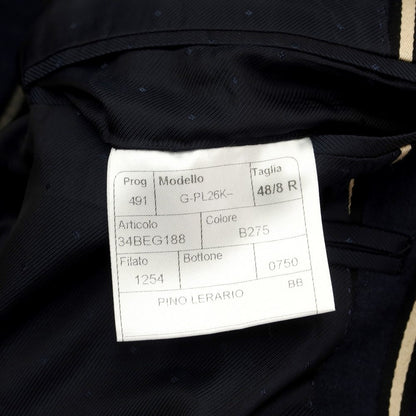 Prog Modello Taglia
491 G-PL26K– 48/8 R
Articolo Colore
34BEG188 B275
Filato Bottone
1254 0750
PINO LERARIO BB